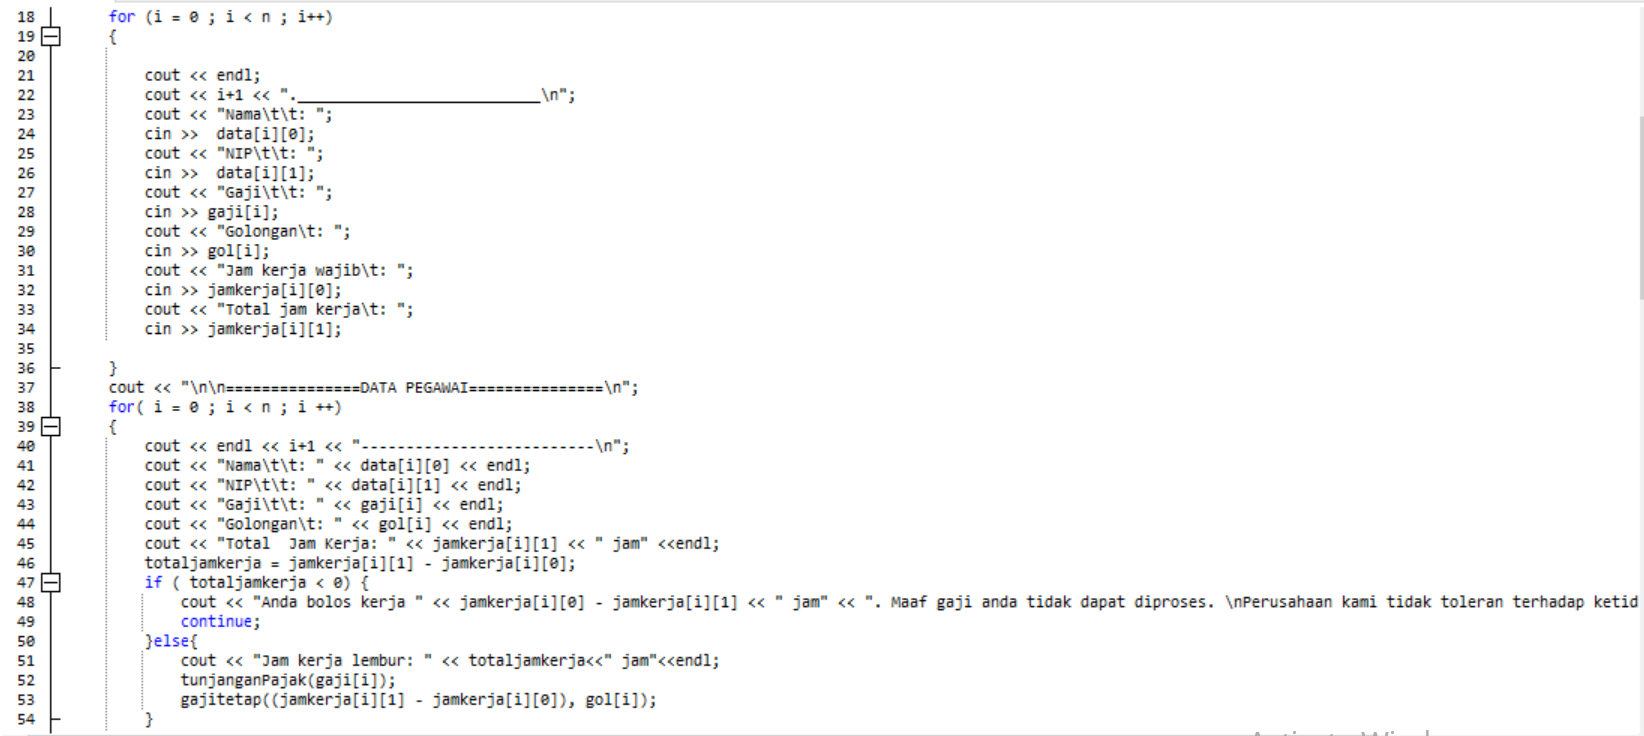 18 for (i = 0 ; i < n ; i++)
19 {
20
21 cout << endl;
22 cout << i+1 << ".___________________________\n";
23 cout << "Nama\t\t: ";
24 cin >>  data[i][0];
25 cout << "NIP\t\t: ";
26 cin >>  data[i][1];
27 cout << "Gaji\t\t: ";
28 cin >> gaji[i];
29 cout << "Golongan\t: ";
30 cin >> gol[i];
31 cout << "Jam kerja wajib\t: ";
32 cin >> jamkerja[i][0];
33 cout << "Total jam kerja\t: ";
34 cin >> jamkerja[i][1];
35
36 }
37 cout << "\n\n===============DATA PEGAWAI===============\n";
38 for( i = 0 ; i < n ; i ++)
39 {
40 cout << endl << i+1 << "--------------------------\n";
41 cout << "Nama\t\t: " << data[i][0] << endl;
42 cout << "NIP\t\t: " << data[i][1] << endl;
43 cout << "Gaji\t\t: " << gaji[i] << endl;
44 cout << "Golongan\t: " << gol[i] << endl;
45 cout << "Total  Jam Kerja: " << jamkerja[i][1] << " jam" <<endl;
46 totaljamkerja = jamkerja[i][1] - jamkerja[i][0];
47 if ( totaljamkerja < 0) {
48 cout << "Anda bolos kerja " << jamkerja[i][0] - jamkerja[i][1] << " jam" << ". Maaf gaji anda tidak dapat diproses. \nPerusahaan kami tidak toleran terhadap ketid
49 continue;
50 }else{
51 cout << "Jam kerja lembur: " << totaljamkerja<<" jam"<<endl;
52 tunjanganPajak(gaji[i]);
53 gajitetap((jamkerja[i][1] - jamkerja[i][0]), gol[i]);
54 }